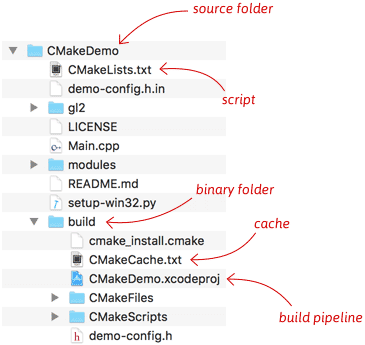 source folder
CMakeDemo
CMakeLists.txt
script
demo-config.h.in
gl2
LICENSE
C++
Main.cpp
modules
README.md
setup-win32.py
binary folder
build
cmake_install.cmake
cache
CMakeCache.txt
CMakeDemo.xcodeproj
build pipeline
CMakeFiles
CMakeScripts
h
demo-config.h